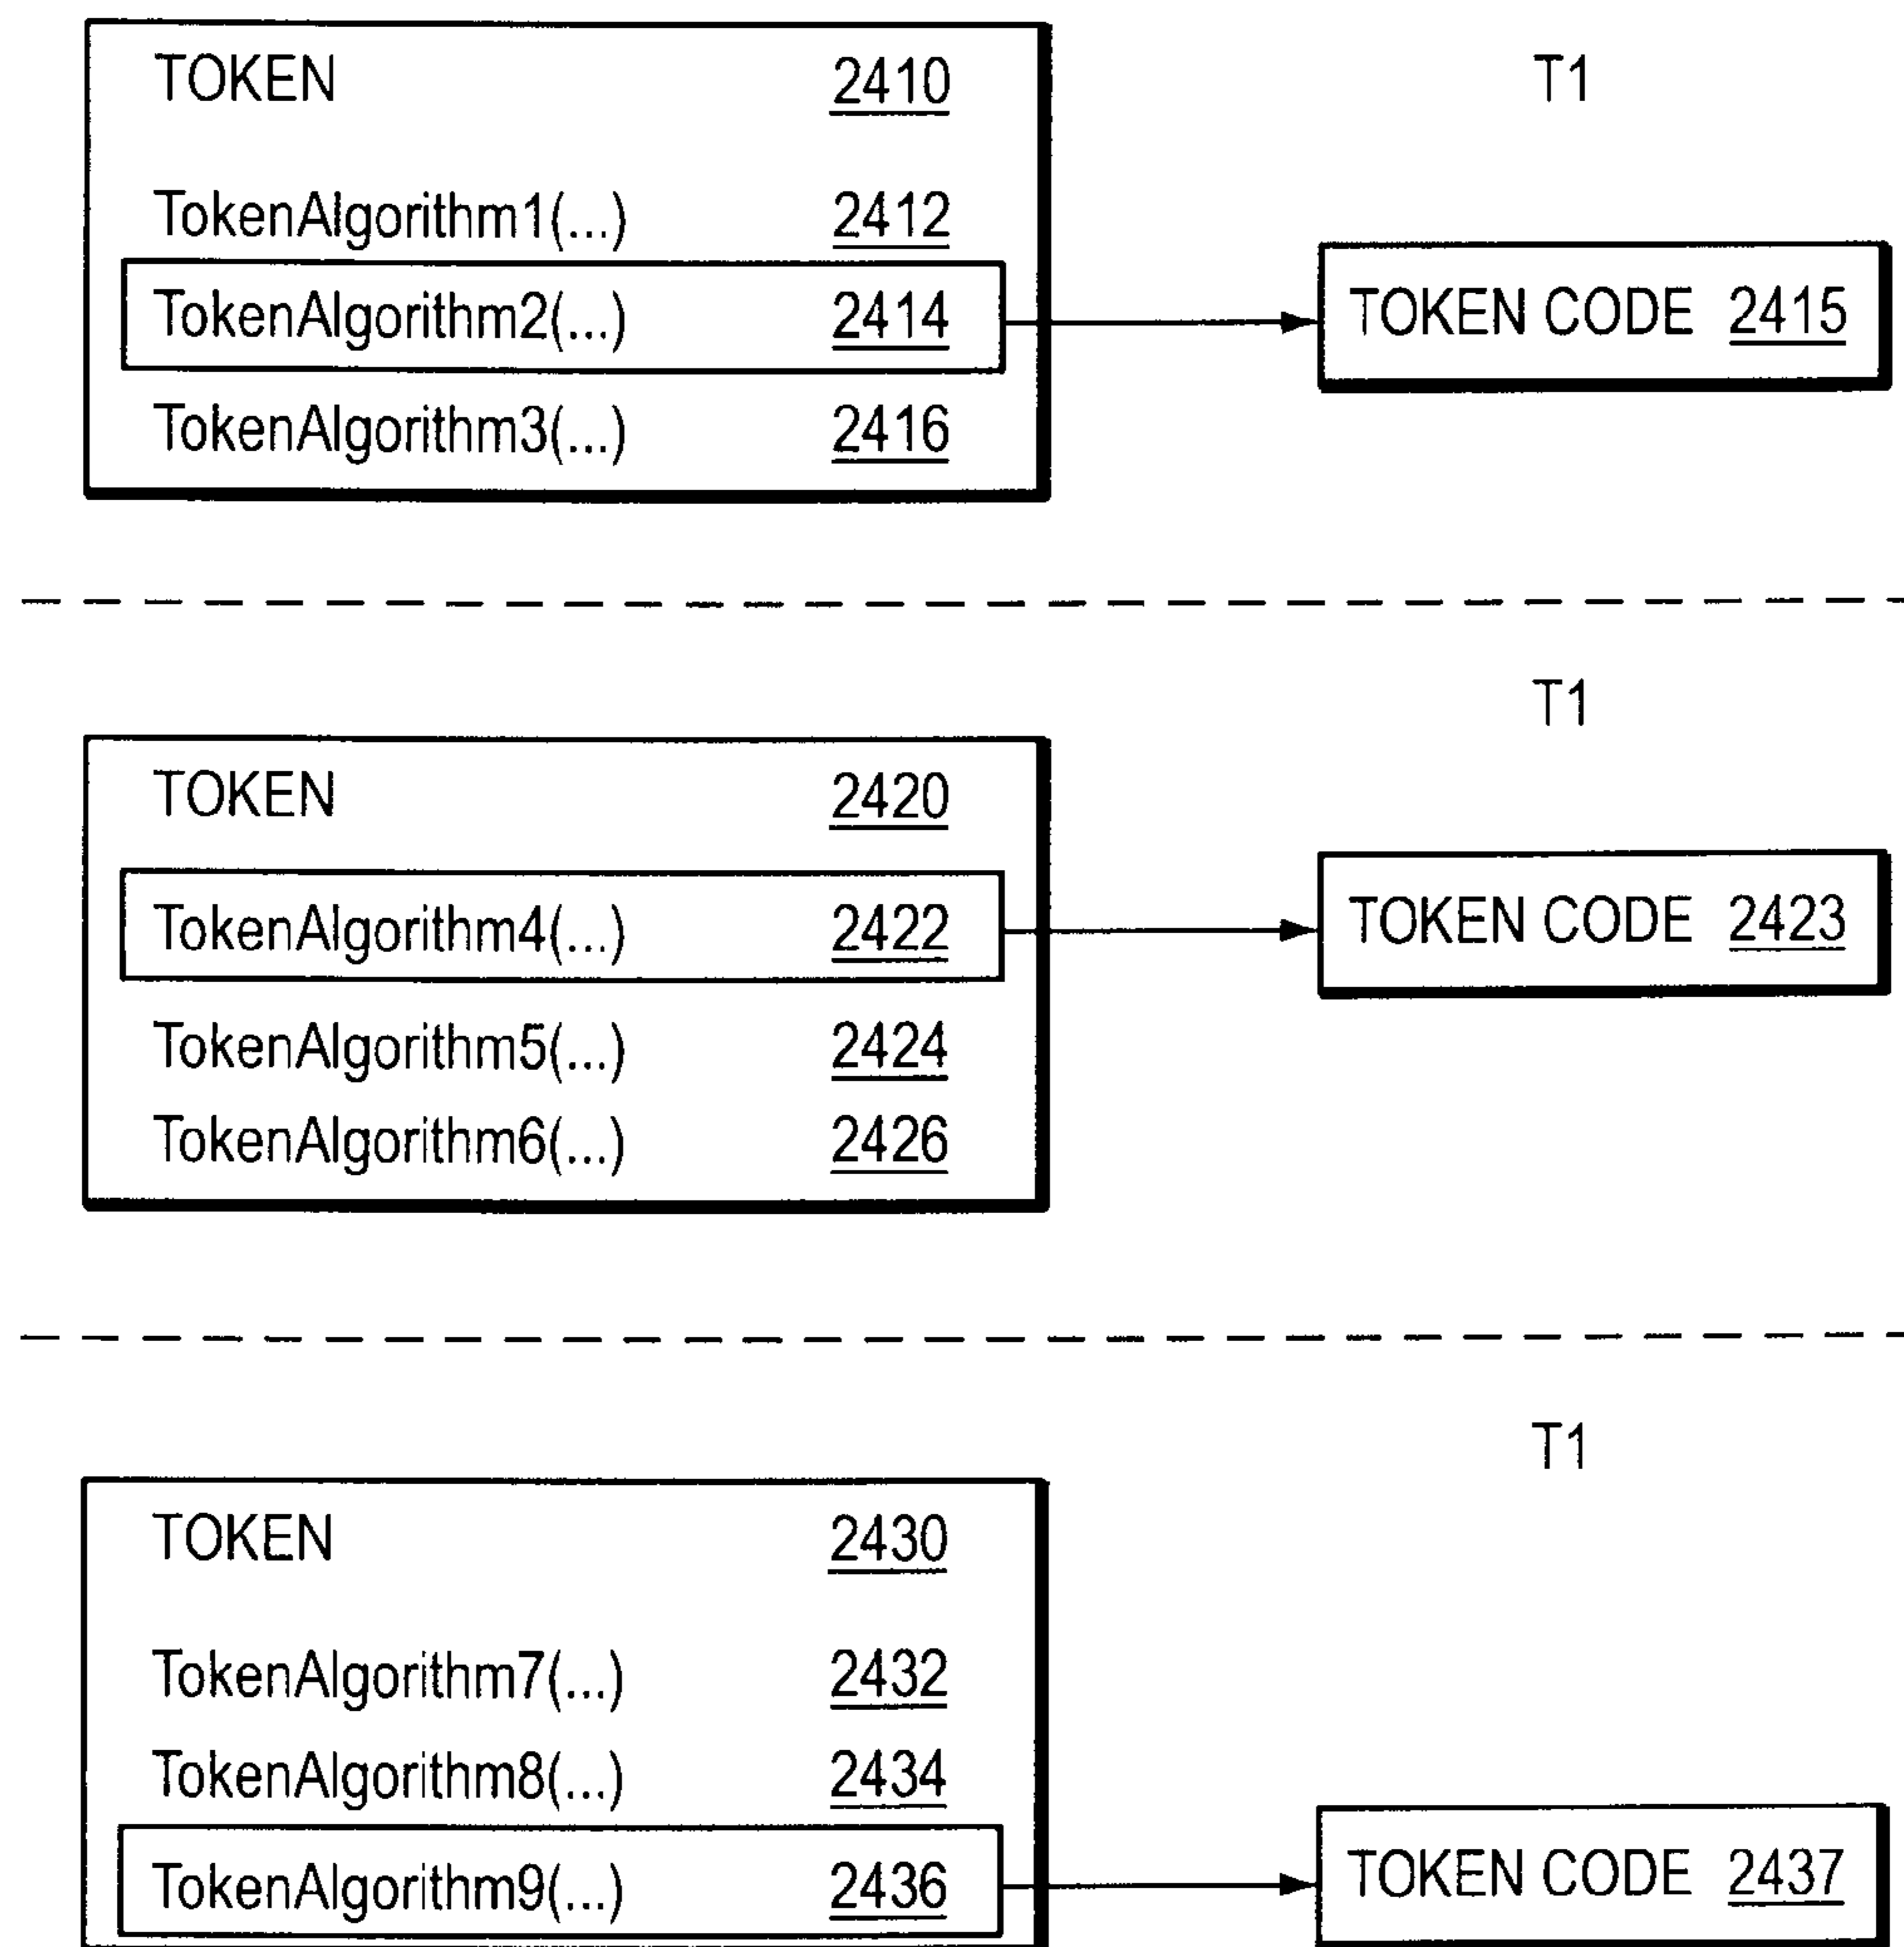 TOKEN 2410 T1
TokenAlgorithm1(...) 2412
TokenAlgorithm2(...) 2414 TOKEN CODE 2415
TokenAlgorithm3(...) 2416
T1
TOKEN 2420
TokenAlgorithm4(...) 2422 TOKEN CODE 2423
TokenAlgorithm5(...) 2424
TokenAlgorithm6(...) 2426
T1
TOKEN 2430
TokenAlgorithm7(...) 2432
TokenAlgorithm8(...) 2434
TokenAlgorithm9(...) 2436 TOKEN CODE 2437